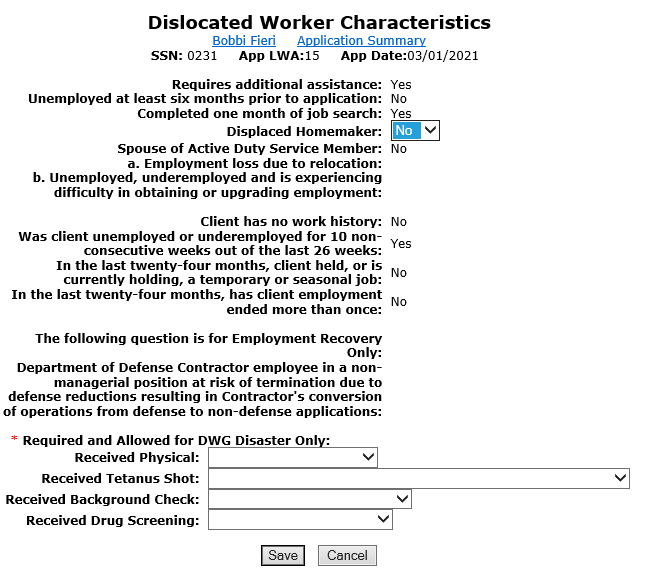 Dislocated Worker Characteristics
Bobbi Fieri Application Summary
SSN: 0231 App LWA:15 App Date:03/01/2021
Requires additional assistance: Yes
Unemployed at least six months prior to application: No
Completed one month of job search: Yes
Displaced Homemaker: No
Spouse of Active Duty Service Member: No
a. Employment loss due to relocation:
b. Unemployed, underemployed and is experiencing
difficulty in obtaining or upgrading employment:
Client has no work history: No
Was client unemployed or underemployed for 10 non-
consecutive weeks out of the last 26 weeks: Yes
In the last twenty-four months, client held, or is
currently holding, a temporary or seasonal job: No
In the last twenty-four months, has client employment
ended more than once: No
The following question is for Employment Recovery
Only:
Department of Defense Contractor employee in a non-
managerial position at risk of termination due to
defense reductions resulting in Contractor's conversion
of operations from defense to non-defense applications:
* Required and Allowed for DWG Disaster Only:
Received Physical:
Received Tetanus Shot:
Received Background Check:
Received Drug Screening:
Save Cancel